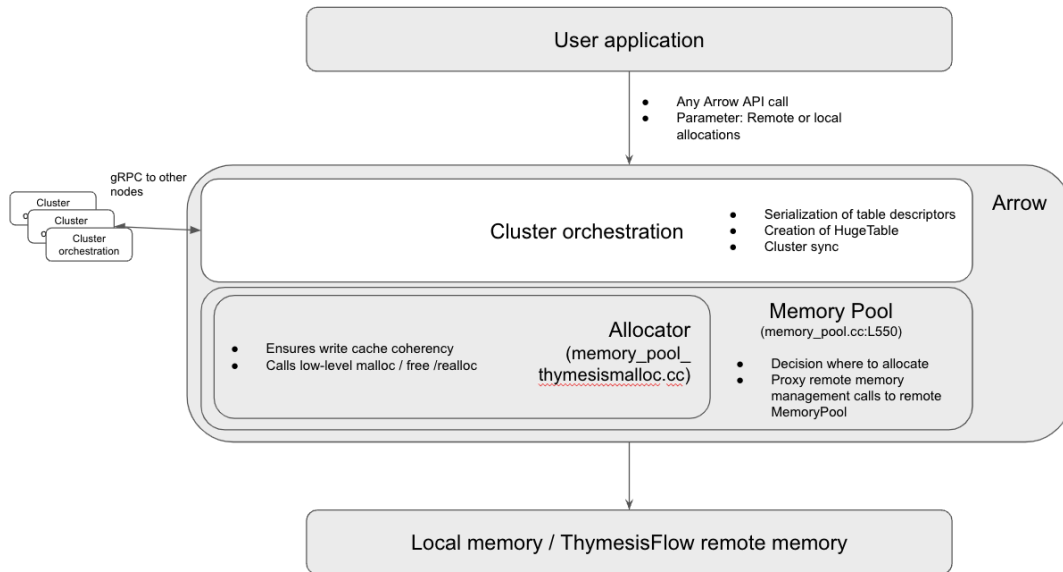 User application
● Any Arrow API call
● Parameter: Remote or local
allocations
gRPC to other
nodes
Cluster
Cluster
Cluster
orchestration
Arrow
Cluster orchestration
● Serialization of table descriptors
● Creation of HugeTable
● Cluster sync
Allocator
(memory_pool_
thymesismalloc.cc)
● Ensures write cache coherency
● Calls low-level malloc / free /realloc
Memory Pool
(memory_pool.cc:L550)
● Decision where to allocate
● Proxy remote memory
management calls to remote
MemoryPool
Local memory / ThymesisFlow remote memory